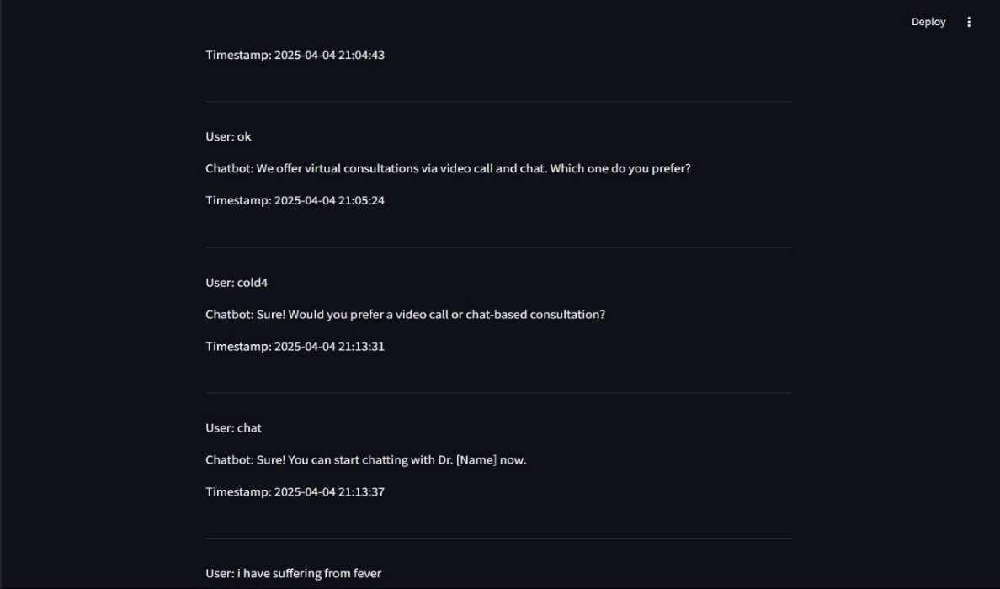 Deploy
Timestamp: 2025-04-04 21:04:43
User: ok
Chatbot: We offer virtual consultations via video call and chat. Which one do you prefer?
Timestamp: 2025-04-04 21:05:24
User: cold4
Chatbot: Sure! Would you prefer a video call or chat-based consultation?
Timestamp: 2025-04-04 21:13:31
User: chat
Chatbot: Sure! You can start chatting with Dr. [Name] now.
Timestamp: 2025-04-04 21:13:37
User: i have suffering from fever